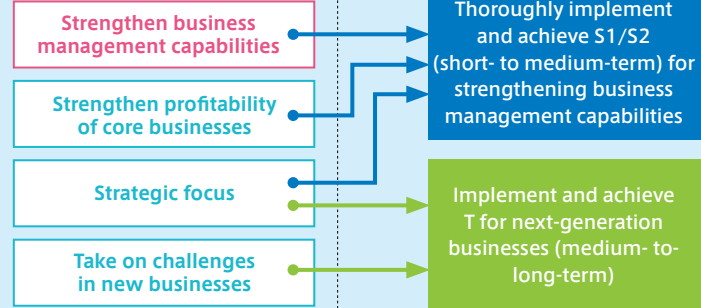 Strengthen business
management capabilities
Strengthen profitability
of core businesses
Strategic focus
Take on challenges
in new businesses
Thoroughly implement
and achieve S1/S2
(short- to medium-term) for
strengthening business
management capabilities
Implement and achieve
T for next-generation
businesses (medium- to-
long-term)